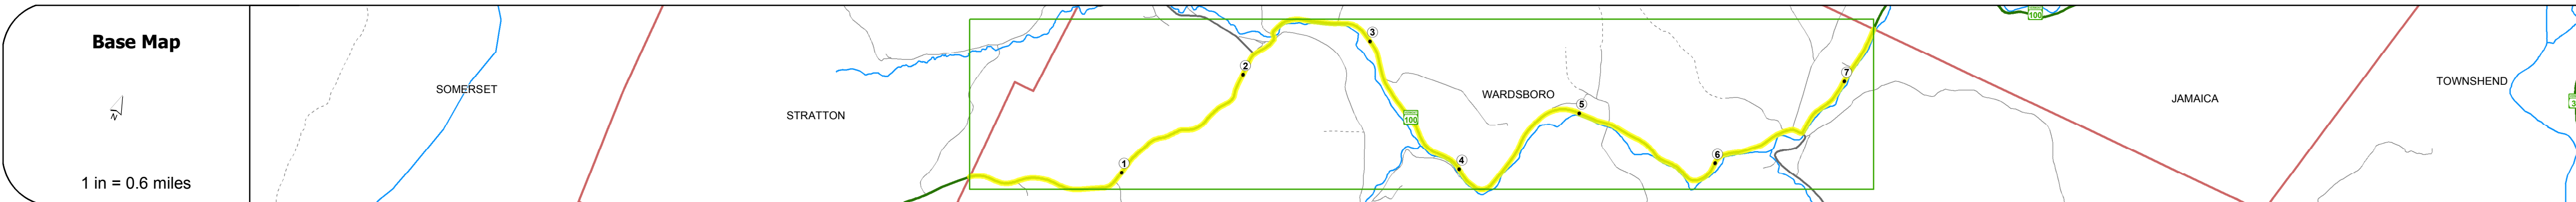 Base Map
N
1 in = 0.6 miles
SOMERSET
STRATTON
1
2
3
100
4
WARDSBORO
5
6
7
100
JAMAICA
TOWNSHEND
3